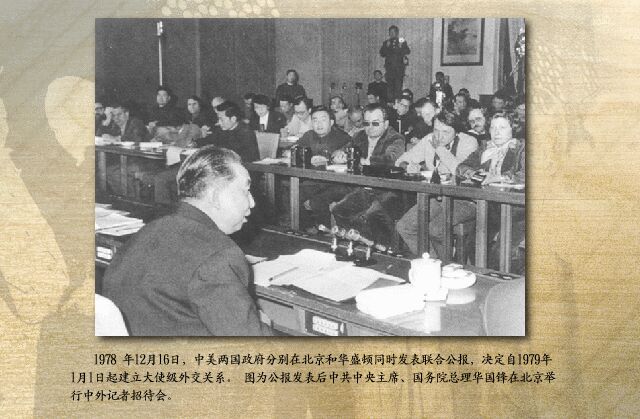 1978 年12月16日，中美两国政府分别在北京和华盛顿同时发表联合公报，决定自1979年
1月1日起建立大使级外交关系。 图为公报发表后中共中央主席、国务院总理华国锋在北京举
行中外记者招待会。